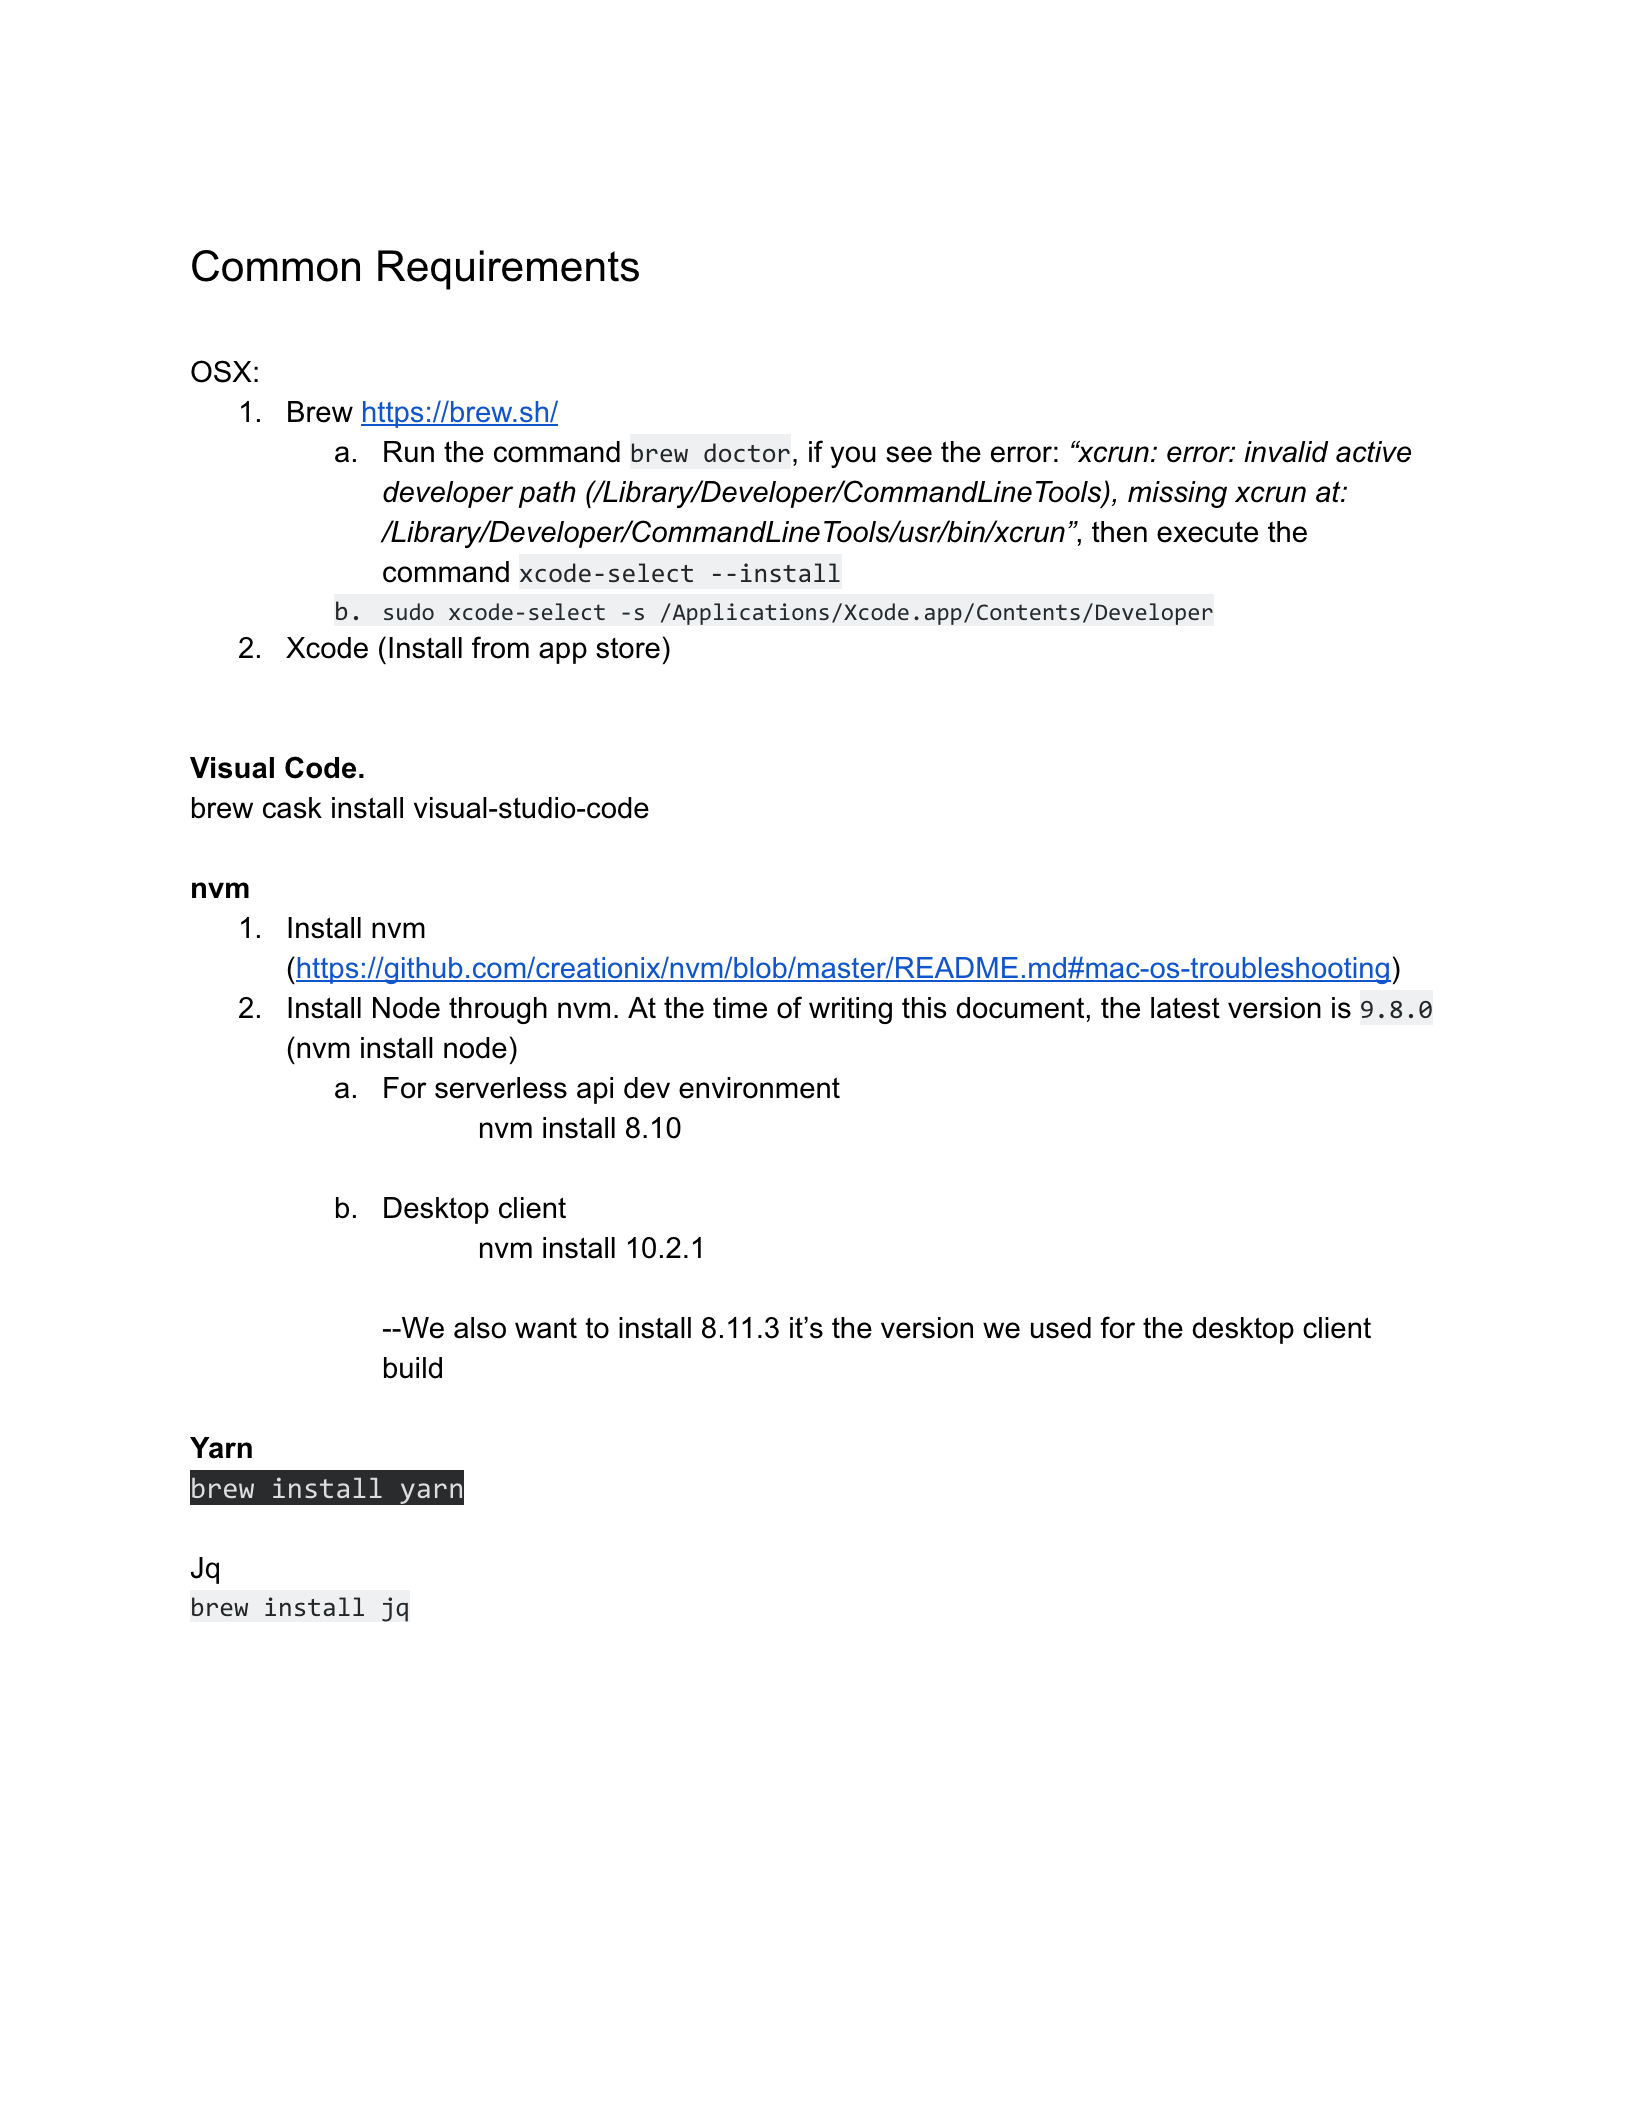 Common Requirements
OSX:
1. Brew https://brew.sh/
a. Run the command brew doctor, if you see the error: “xcrun: error: invalid active
developer path (/Library/Developer/CommandLineTools), missing xcrun at:
/Library/Developer/CommandLineTools/usr/bin/xcrun”, then execute the
command xcode-select --install
b. sudo xcode-select -s /Applications/Xcode.app/Contents/Developer
2. Xcode (Install from app store)
Visual Code.
brew cask install visual-studio-code
nvm
1. Install nvm
(https://github.com/creationix/nvm/blob/master/README.md#mac-os-troubleshooting)
2. Install Node through nvm. At the time of writing this document, the latest version is 9.8.0
(nvm install node)
a. For serverless api dev environment
nvm install 8.10
b. Desktop client
nvm install 10.2.1
--We also want to install 8.11.3 it’s the version we used for the desktop client
build
Yarn
brew install yarn
Jq
brew install jq